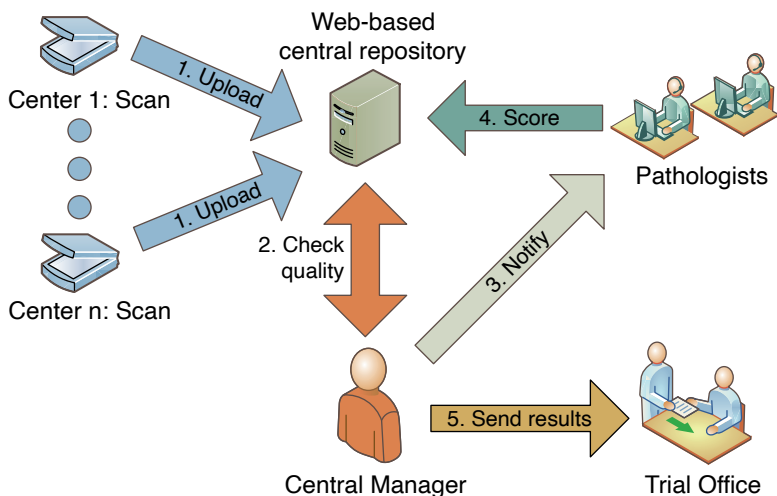 Web-based
central repository
1. Upload
Center 1: Scan
4. Score
Pathologists
1. Upload
2. Check
quality
3. Notify
Center n: Scan
5. Send results
Central Manager
Trial Office